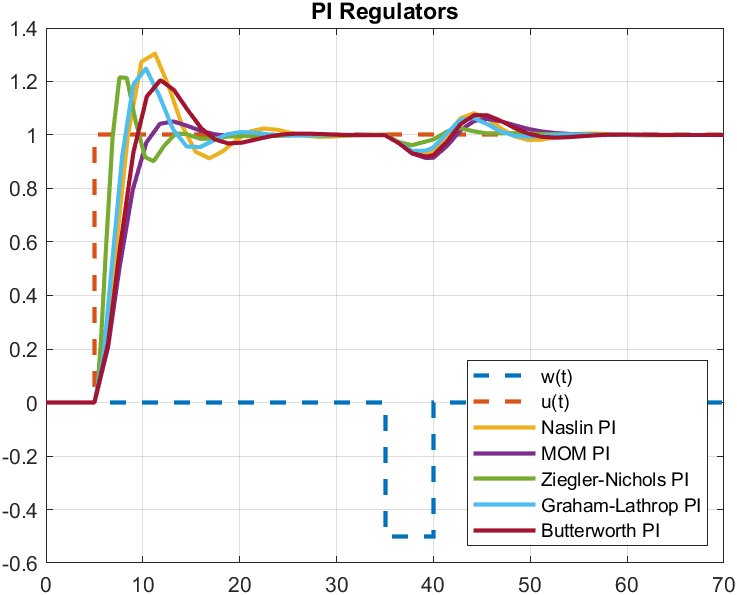 PI Regulators
1.4
1.2
1
0.8
0.6
0.4
0.2
0
-0.2
-0.4
-0.6
w(t)
u(t)
Naslin PI
MOM PI
Ziegler-Nichols PI
Graham-Lathrop PI
Butterworth PI
0 10 20 30 40 50 60 70